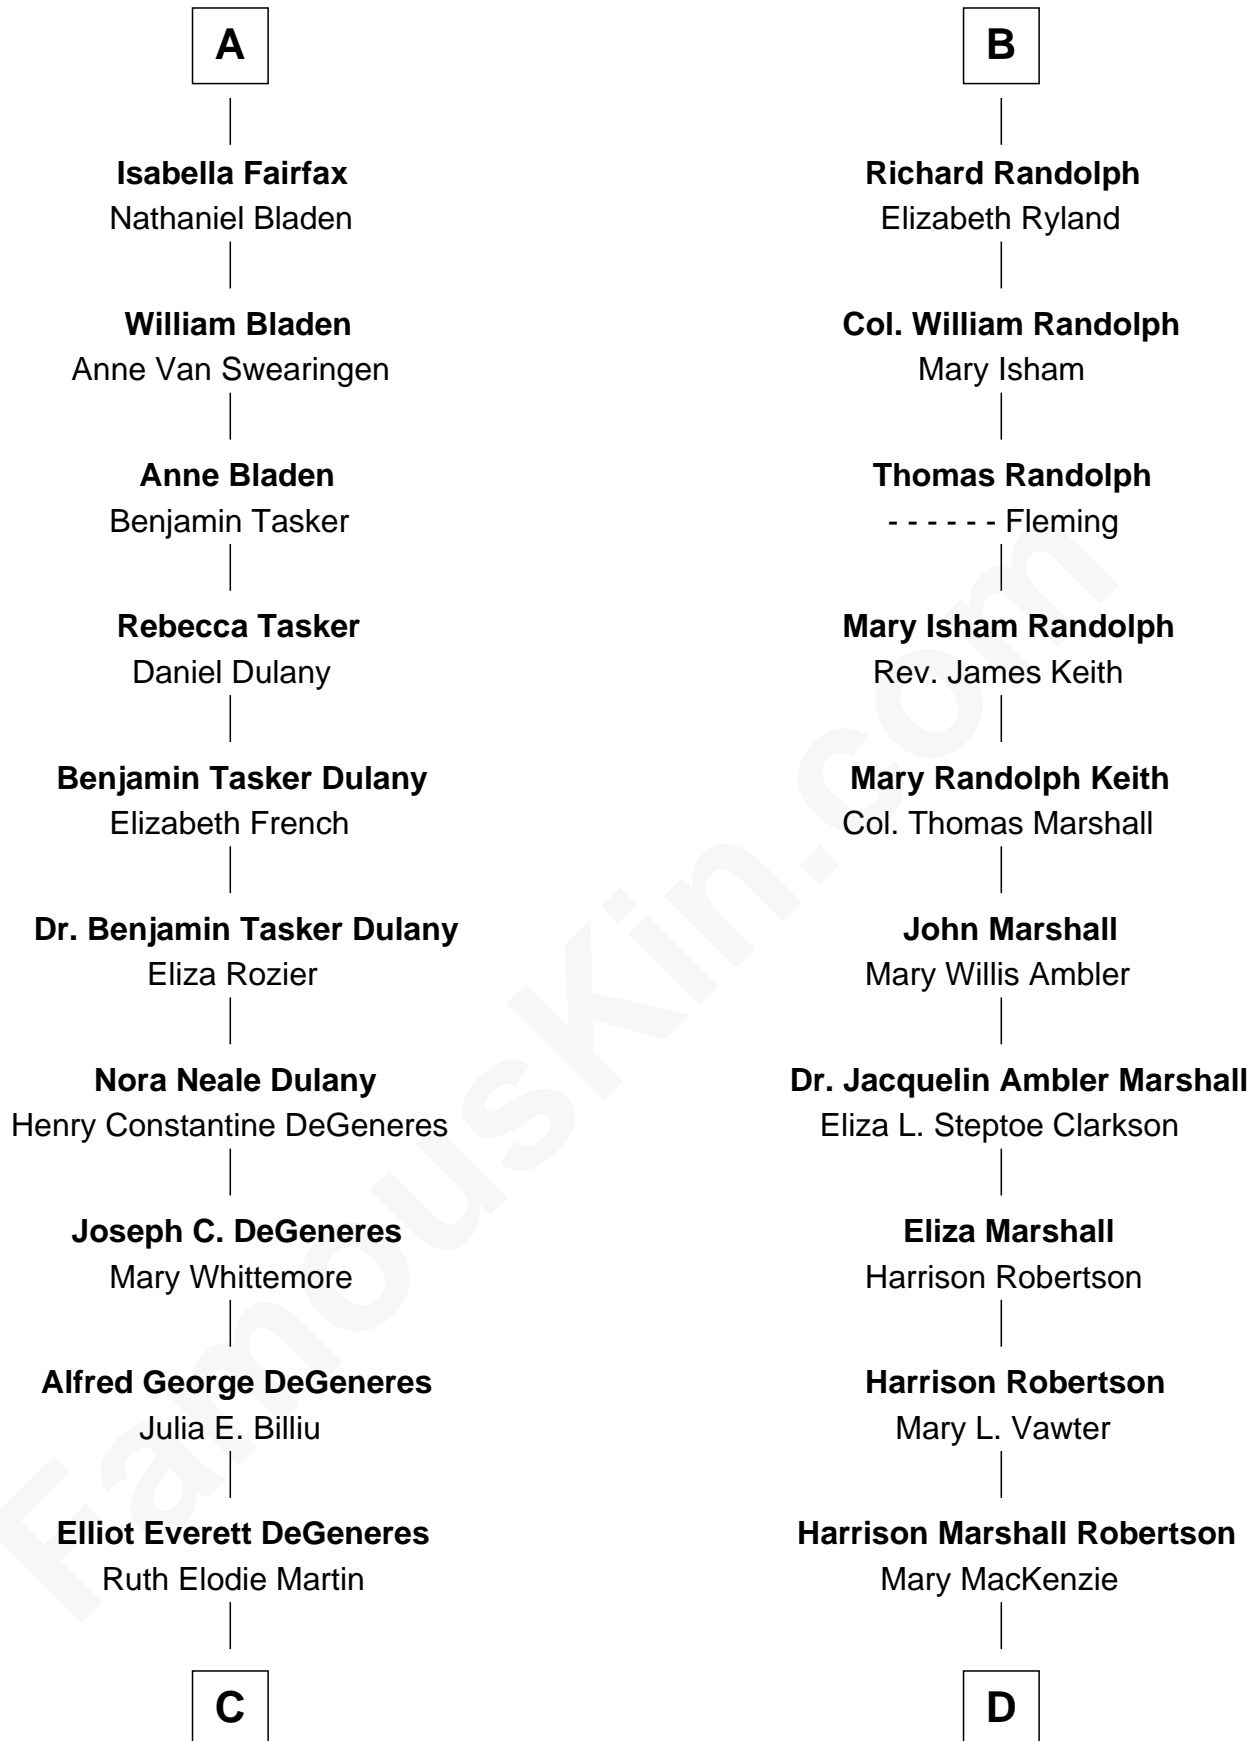 A
Isabella Fairfax
Nathaniel Bladen
William Bladen
Anne Van Swearingen
Anne Bladen
Benjamin Tasker
Rebecca Tasker
Daniel Dulany
Benjamin Tasker Dulany
Elizabeth French
Dr. Benjamin Tasker Dulany
Eliza Rozier
Nora Neale Dulany
Henry Constantine DeGeneres
Joseph C. DeGeneres
Mary Whittemore
Alfred George DeGeneres
Julia E. Billiu
Elliot Everett DeGeneres
Ruth Elodie Martin
C
B
Richard Randolph
Elizabeth Ryland
Col. William Randolph
Mary Isham
Thomas Randolph
- - - - - - Fleming
Mary Isham Randolph
Rev. James Keith
Mary Randolph Keith
Col. Thomas Marshall
John Marshall
Mary Willis Ambler
Dr. Jacquelin Ambler Marshall
Eliza L. Steptoe Clarkson
Eliza Marshall
Harrison Robertson
Harrison Robertson
Mary L. Vawter
Harrison Marshall Robertson
Mary MacKenzie
D
FamousKin.com